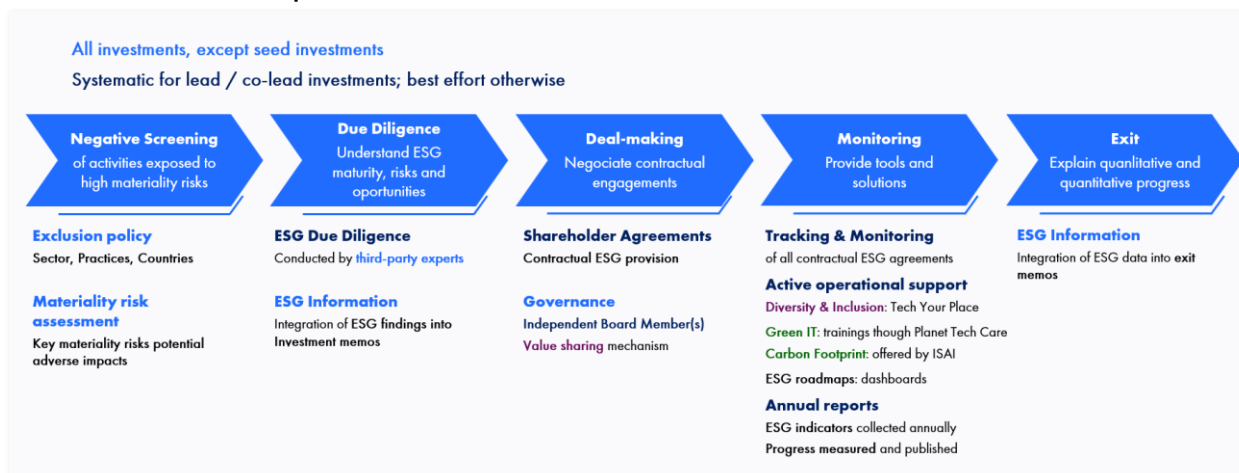 All investments, except seed investments
Systematic for lead / co-lead investments; best effort otherwise
Negative Screening
of activities exposed to
high materiality risks
Exclusion policy
Sector, Practices, Countries
Materiality risk
assessment
Key materiality risks potential
adverse impacts
Due Diligence
Understand ESG
maturity, risks and
oportunities
ESG Due Diligence
Conducted by third-party experts
ESG Information
Integration of ESG findings into
Investment memos
Deal-making
Negociate contractual
engagements
Shareholder Agreements
Contractual ESG provision
Governance
Independent Board Member(s)
Value sharing mechanism
Monitoring
Provide tools and
solutions
Tracking & Monitoring
of all contractual ESG agreements
Active operational support
Diversity & Inclusion: Tech Your Place
Green IT: trainings though Planet Tech Care
Carbon Footprint: offered by ISAI
ESG roadmaps: dashboards
Annual reports
ESG indicators collected annually
Progress measured and published
Exit
Explain quanlitative and
quantitative progress
ESG Information
Integration of ESG data into exit
memos